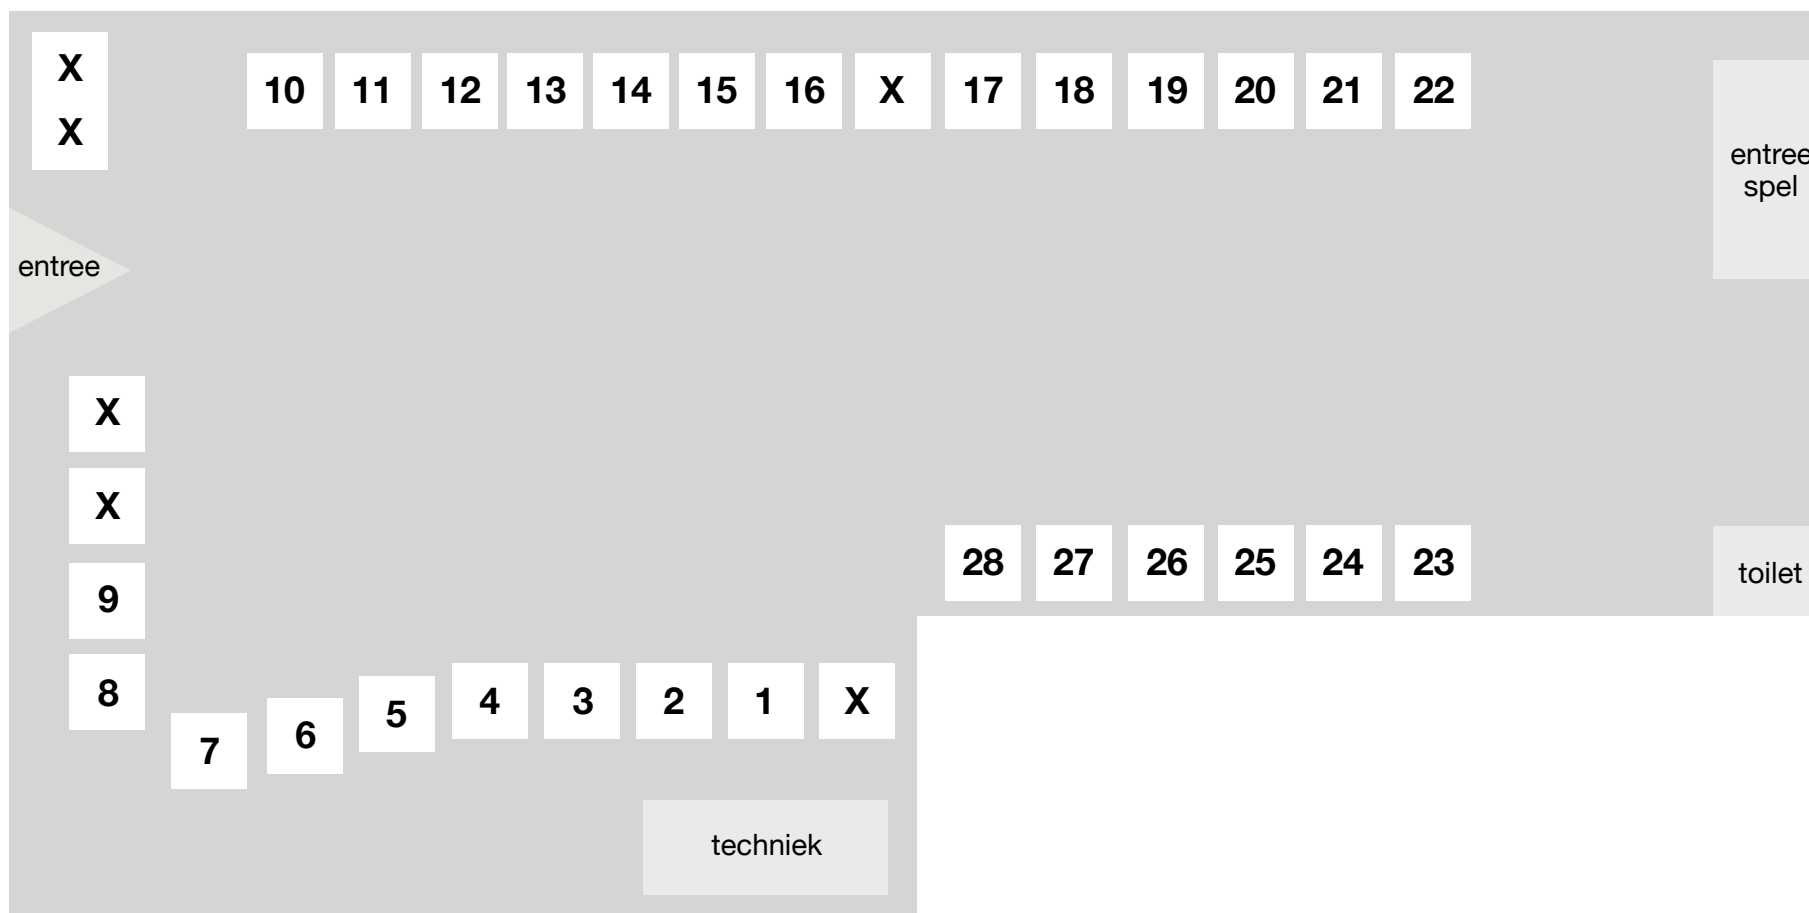 X
X
10 11 12 13 14 15 16 X 17 18 19 20 21 22
entree
spel
entree
X
X
9
8
28 27 26 25 24 23
toilet
7 6 5 4 3 2 1 X
techniek